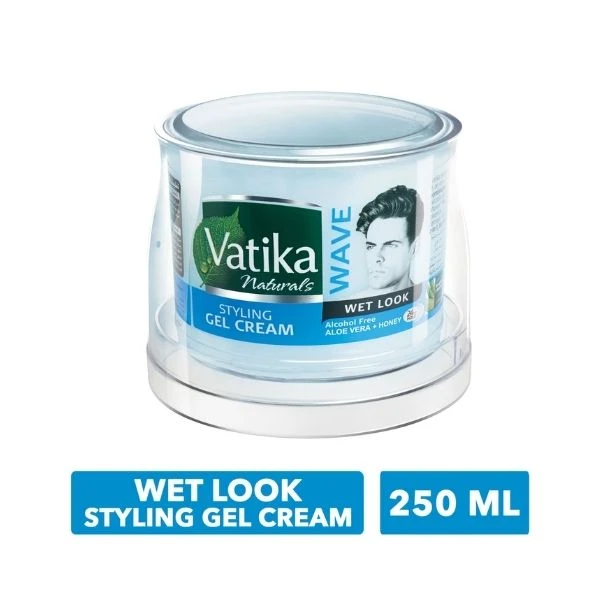 Vatika
Naturals
STYLING
GEL CREAM
WAVE
WET LOOK
Alcohol Free
ALOE VERA + HONEY
WET LOOK
STYLING GEL CREAM
250 ML